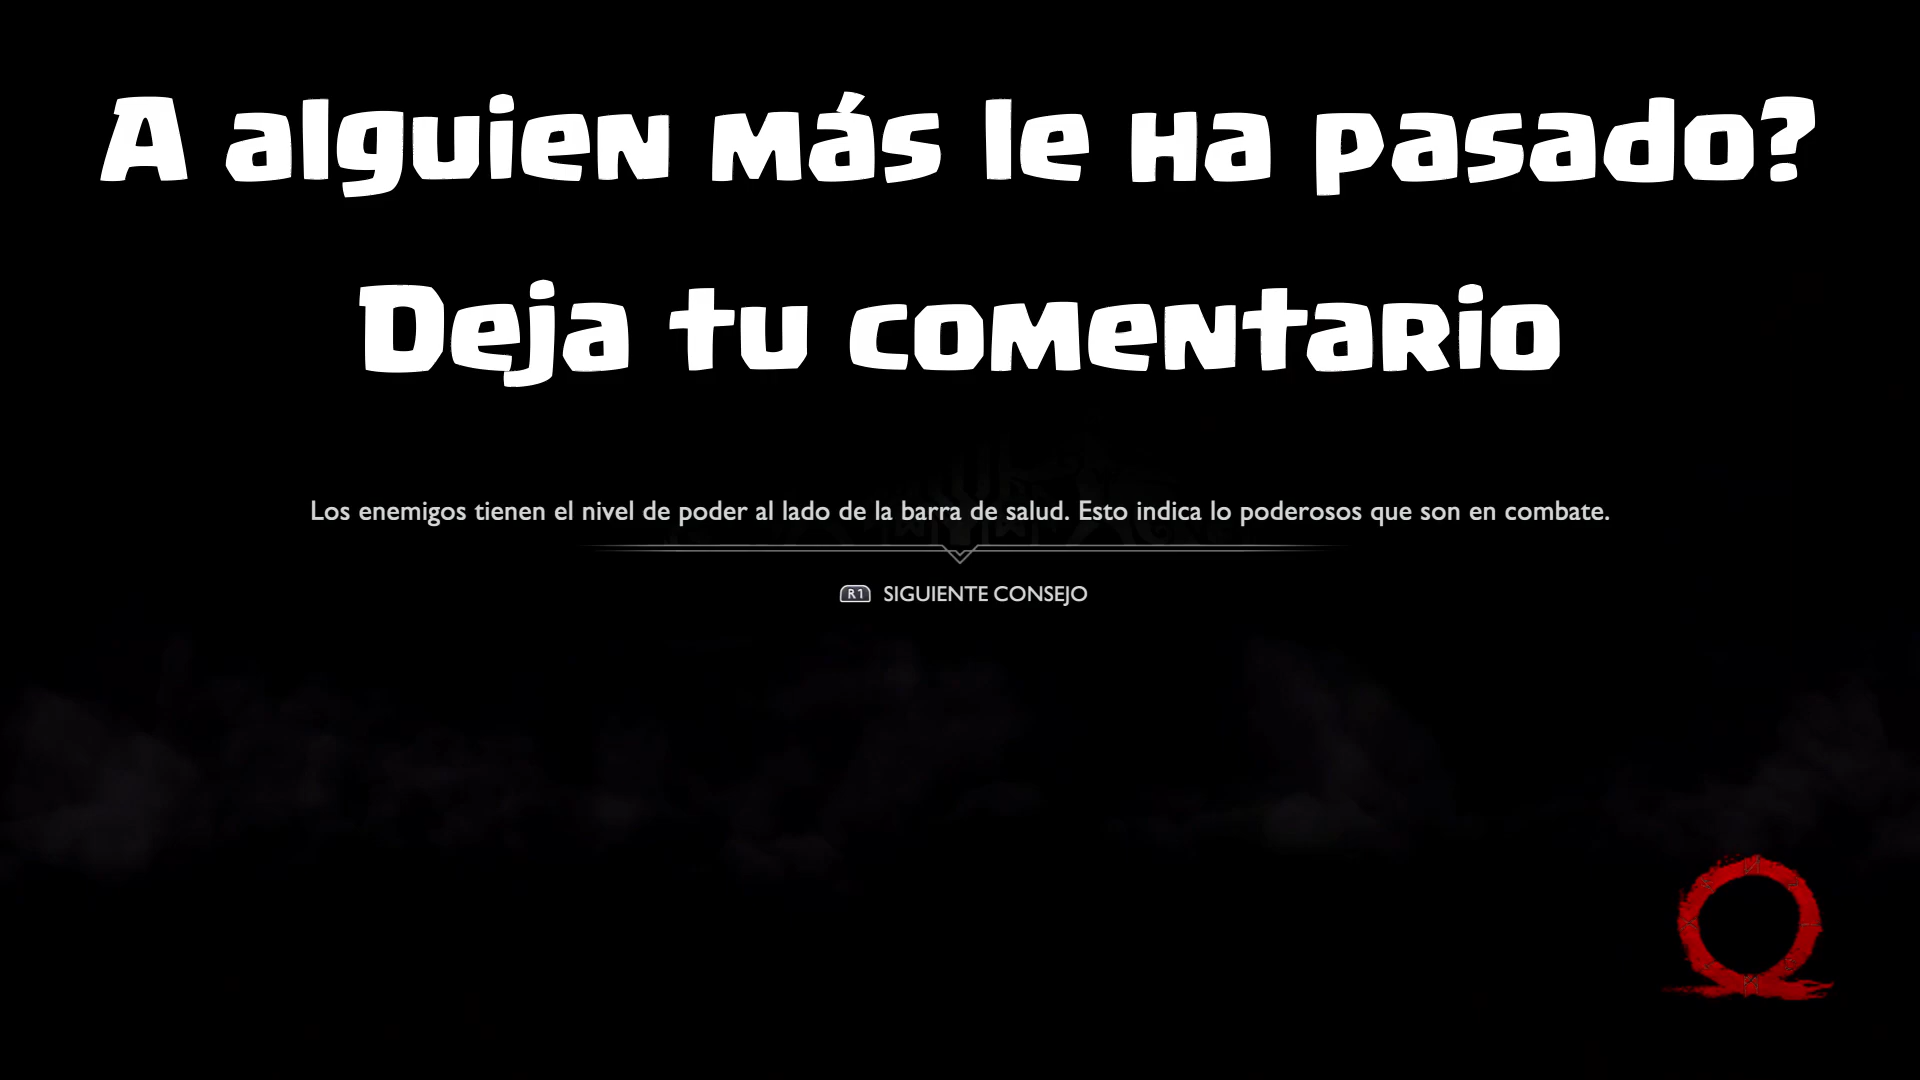 A alguien más le ha pasado?
Deja tu comentario
Los enemigos tienen el nivel de poder al lado de la barra de salud. Esto indica lo poderosos que son en combate.
R1 SIGUIENTE CONSEJO